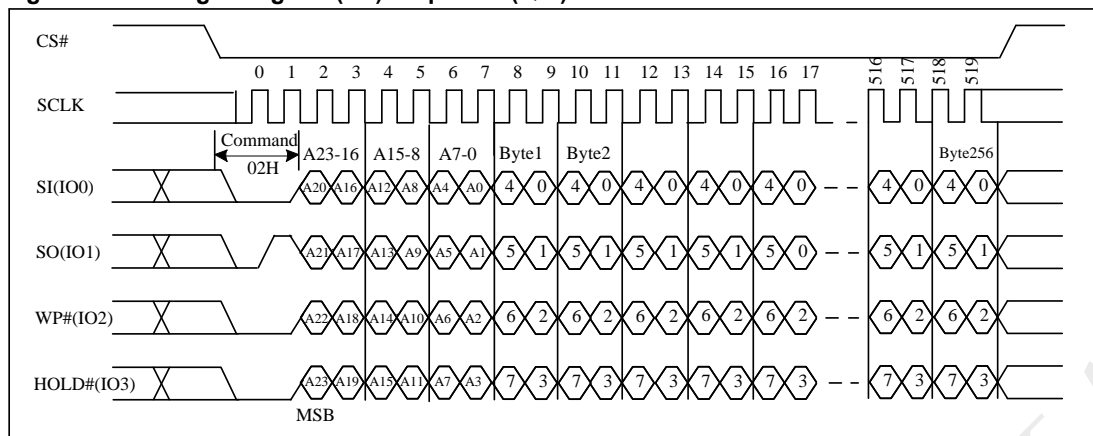 CS#
0 1 2 3 4 5 6 7 8 9 10 11 12 13 14 15 16 17 516 517 518 519
SCLK
Command
02H
A23-16 A15-8 A7-0 Byte1 Byte2 Byte256
SI(IO0) A20 A16 A12 A8 A4 A0 4 0 4 0 4 0 4 0 4 0 4 0 4 0
SO(IO1) A21 A17 A13 A9 A5 A1 5 1 5 1 5 1 5 1 5 0 5 1 5 1
WP#(IO2) A22 A18 A14 A10 A6 A2 6 2 6 2 6 2 6 2 6 2 6 2 6 2
HOLD#(IO3) A23 A19 A15 A11 A7 A3 7 3 7 3 7 3 7 3 7 3 7 3 7 3
MSB